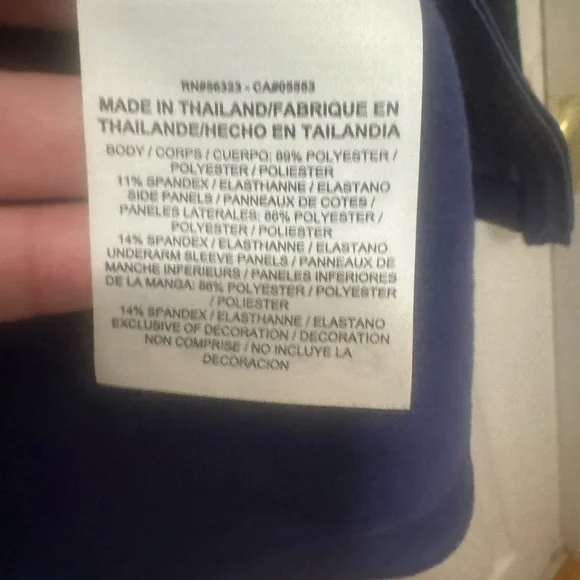 RN#56323 - CA#05553
MADE IN THAILAND/FABRIQUE EN
THAILANDE/HECHO EN TAILANDIA
BODY / CORPS / CUERPO: 89% POLYESTER /
POLYESTER / POLIESTER
11% SPANDEX / ELASTHANNE / ELASTANO
SIDE PANELS / PANNEAUX DE COTES /
PANELES LATERALES: 86% POLYESTER /
POLYESTER / POLIESTER
14% SPANDEX / ELASTHANNE / ELASTANO
UNDERARM SLEEVE PANELS / PANNEAUX DE
MANCHE INFERIEURS / PANELES INFERIORES
DE LA MANGA: 86% POLYESTER / POLYESTER
/ POLIESTER
14% SPANDEX / ELASTHANNE / ELASTANO
EXCLUSIVE OF DECORATION / DECORATION
NON COMPRISE / NO INCLUYE LA
DECORACION